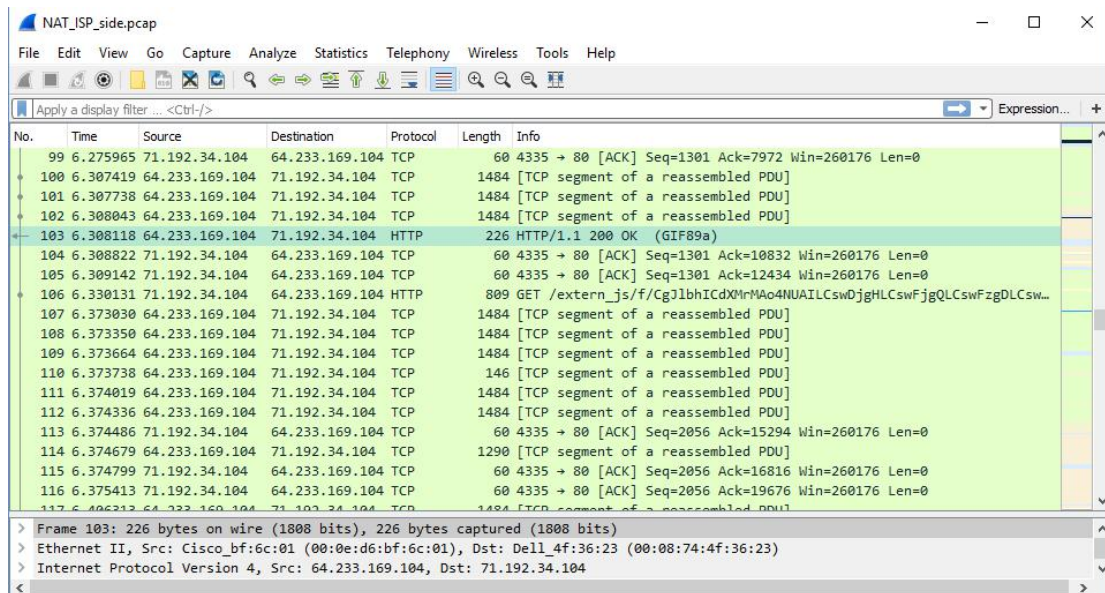 NAT_ISP_side.pcap
File Edit View Go Capture Analyze Statistics Telephony Wireless Tools Help
Apply a display filter ... <Ctrl-/> Expression... +
No. Time Source Destination Protocol Length Info
99 6.275965 71.192.34.104 64.233.169.104 TCP 60 4335 → 80 [ACK] Seq=1301 Ack=7972 Win=260176 Len=0
100 6.307419 64.233.169.104 71.192.34.104 TCP 1484 [TCP segment of a reassembled PDU]
101 6.307738 64.233.169.104 71.192.34.104 TCP 1484 [TCP segment of a reassembled PDU]
102 6.308043 64.233.169.104 71.192.34.104 TCP 1484 [TCP segment of a reassembled PDU]
103 6.308118 64.233.169.104 71.192.34.104 HTTP 226 HTTP/1.1 200 OK (GIF89a)
104 6.308822 71.192.34.104 64.233.169.104 TCP 60 4335 → 80 [ACK] Seq=1301 Ack=10832 Win=260176 Len=0
105 6.309142 71.192.34.104 64.233.169.104 TCP 60 4335 → 80 [ACK] Seq=1301 Ack=12434 Win=260176 Len=0
106 6.330131 71.192.34.104 64.233.169.104 HTTP 809 GET /extern_js/f/CgJlbhICdXMrMAo4NUAILCswDjgHLCswFjgQLCswFzgDLCsw…
107 6.373030 64.233.169.104 71.192.34.104 TCP 1484 [TCP segment of a reassembled PDU]
108 6.373350 64.233.169.104 71.192.34.104 TCP 1484 [TCP segment of a reassembled PDU]
109 6.373664 64.233.169.104 71.192.34.104 TCP 1484 [TCP segment of a reassembled PDU]
110 6.373738 64.233.169.104 71.192.34.104 TCP 146 [TCP segment of a reassembled PDU]
111 6.374019 64.233.169.104 71.192.34.104 TCP 1484 [TCP segment of a reassembled PDU]
112 6.374336 64.233.169.104 71.192.34.104 TCP 1484 [TCP segment of a reassembled PDU]
113 6.374486 71.192.34.104 64.233.169.104 TCP 60 4335 → 80 [ACK] Seq=2056 Ack=15294 Win=260176 Len=0
114 6.374679 64.233.169.104 71.192.34.104 TCP 1290 [TCP segment of a reassembled PDU]
115 6.374799 71.192.34.104 64.233.169.104 TCP 60 4335 → 80 [ACK] Seq=2056 Ack=16816 Win=260176 Len=0
116 6.375413 71.192.34.104 64.233.169.104 TCP 60 4335 → 80 [ACK] Seq=2056 Ack=19676 Win=260176 Len=0
117 64.233.169.104 71.192.34.104 TCP 1484 [TCP segment of a reassembled PDU]
Frame 103: 226 bytes on wire (1808 bits), 226 bytes captured (1808 bits)
Ethernet II, Src: Cisco_bf:6c:01 (00:0e:d6:bf:6c:01), Dst: Dell_4f:36:23 (00:08:74:4f:36:23)
Internet Protocol Version 4, Src: 64.233.169.104, Dst: 71.192.34.104